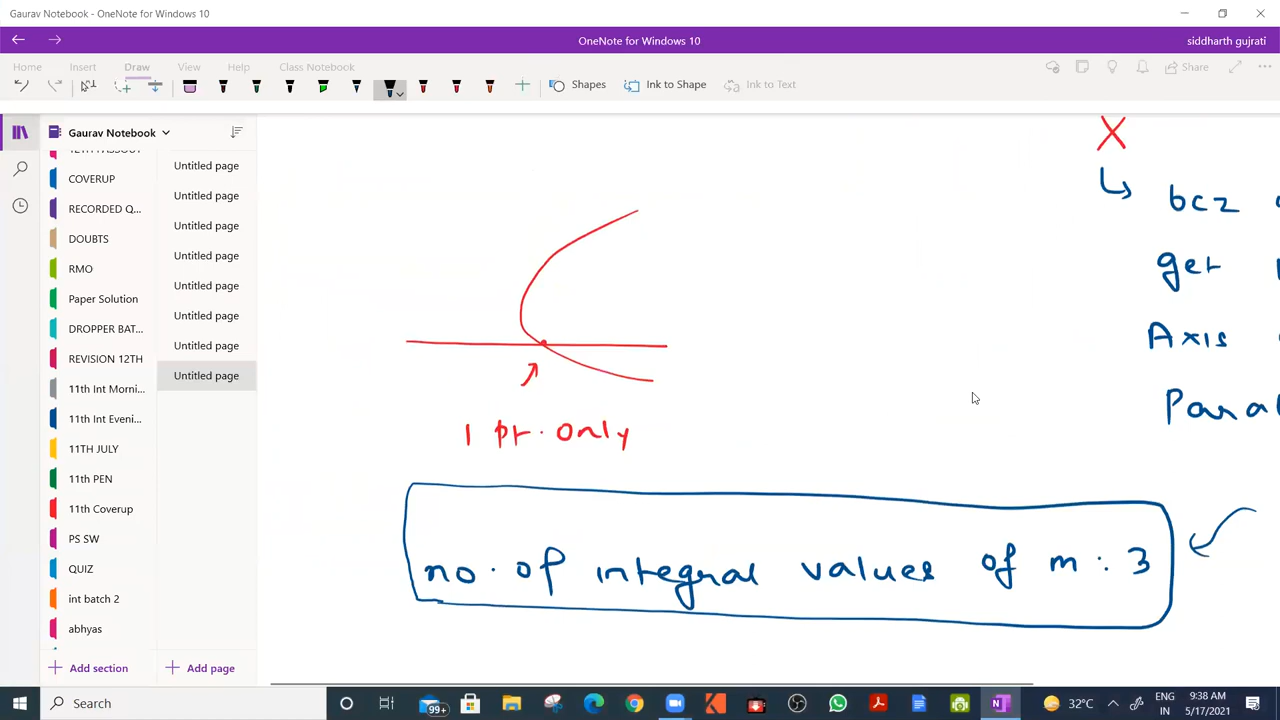 Gaurav Notebook - OneNote for Windows 10
OneNote for Windows 10
siddharth gujrati
Home Insert Draw View Help Class Notebook
Share
Shapes Ink to Shape Ink to Text
Gaurav Notebook
COVERUP
RECORDED Q...
DOUBTS
RMO
Paper Solution
DROPPER BAT...
REVISION 12TH
11th Int Morni...
11th Int Eveni...
11TH JULY
11th PEN
11th Coverup
PS SW
QUIZ
int batch 2
abhyas
Add section
Untitled page
Untitled page
Untitled page
Untitled page
Untitled page
Untitled page
Untitled page
Untitled page
Add page
X
bcz
get
Axis
Para
1 pt. only
no. of integral values of m : 3
Search
99+
32°C
ENG
IN
9:38 AM
5/17/2021